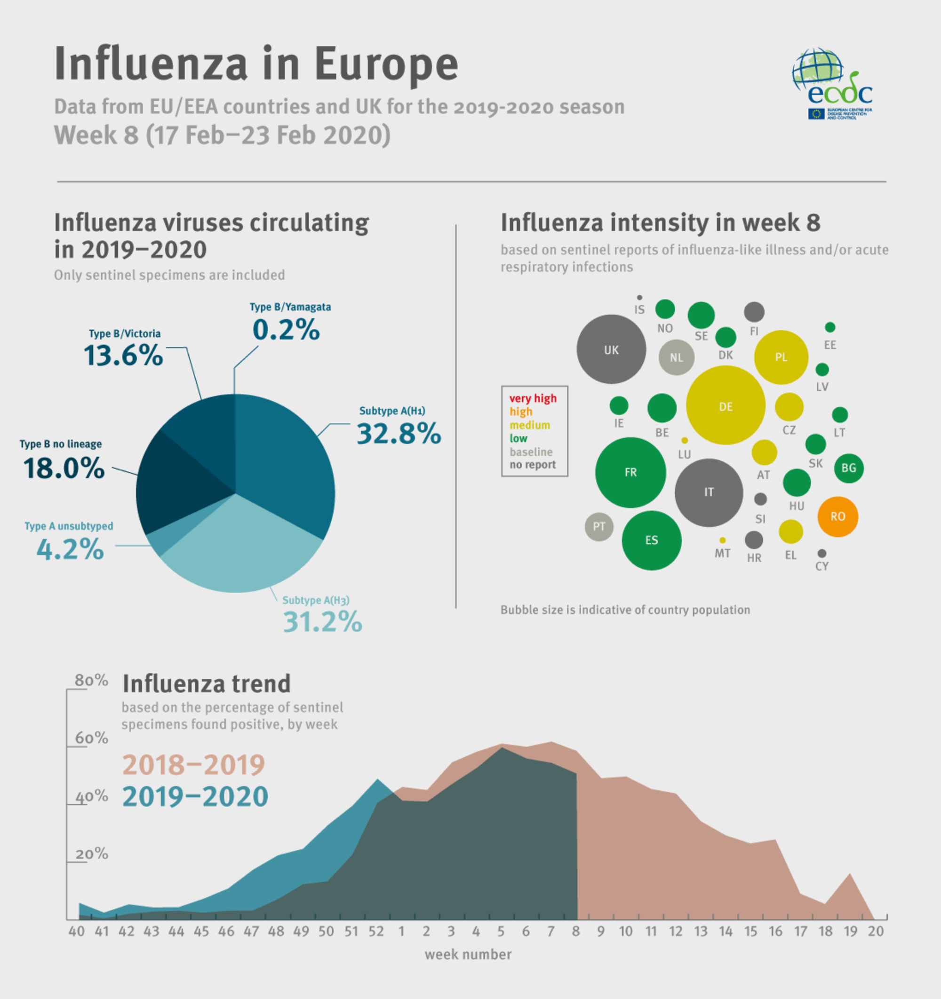 Influenza in Europe
Data from EU/EEA countries and UK for the 2019-2020 season
Week 8 (17 Feb–23 Feb 2020)
ecdc
EUROPEAN CENTRE FOR
DISEASE PREVENTION
AND CONTROL
Influenza viruses circulating
in 2019–2020
Only sentinel specimens are included
Type B/Yamagata
0.2%
Type B/Victoria
13.6%
Subtype A(H1)
32.8%
Type B no lineage
18.0%
Type A unsubtyped
4.2%
Subtype A(H3)
31.2%
Influenza intensity in week 8
based on sentinel reports of influenza-like illness and/or acute
respiratory infections
very high
high
medium
low
baseline
no report
IS
NO
SE
FI
EE
UK
NL
DK
PL
LV
DE
IE
BE
CZ
LT
LU
AT
SK
BG
FR
IT
HU
SI
RO
PT
ES
MT
HR
EL
CY
Bubble size is indicative of country population
Influenza trend
based on the percentage of sentinel
specimens found positive, by week
2018–2019
2019–2020
80%
60%
40%
20%
40 41 42 43 44 45 46 47 48 49 50 51 52 1 2 3 4 5 6 7 8 9 10 11 12 13 14 15 16 17 18 19 20
week number